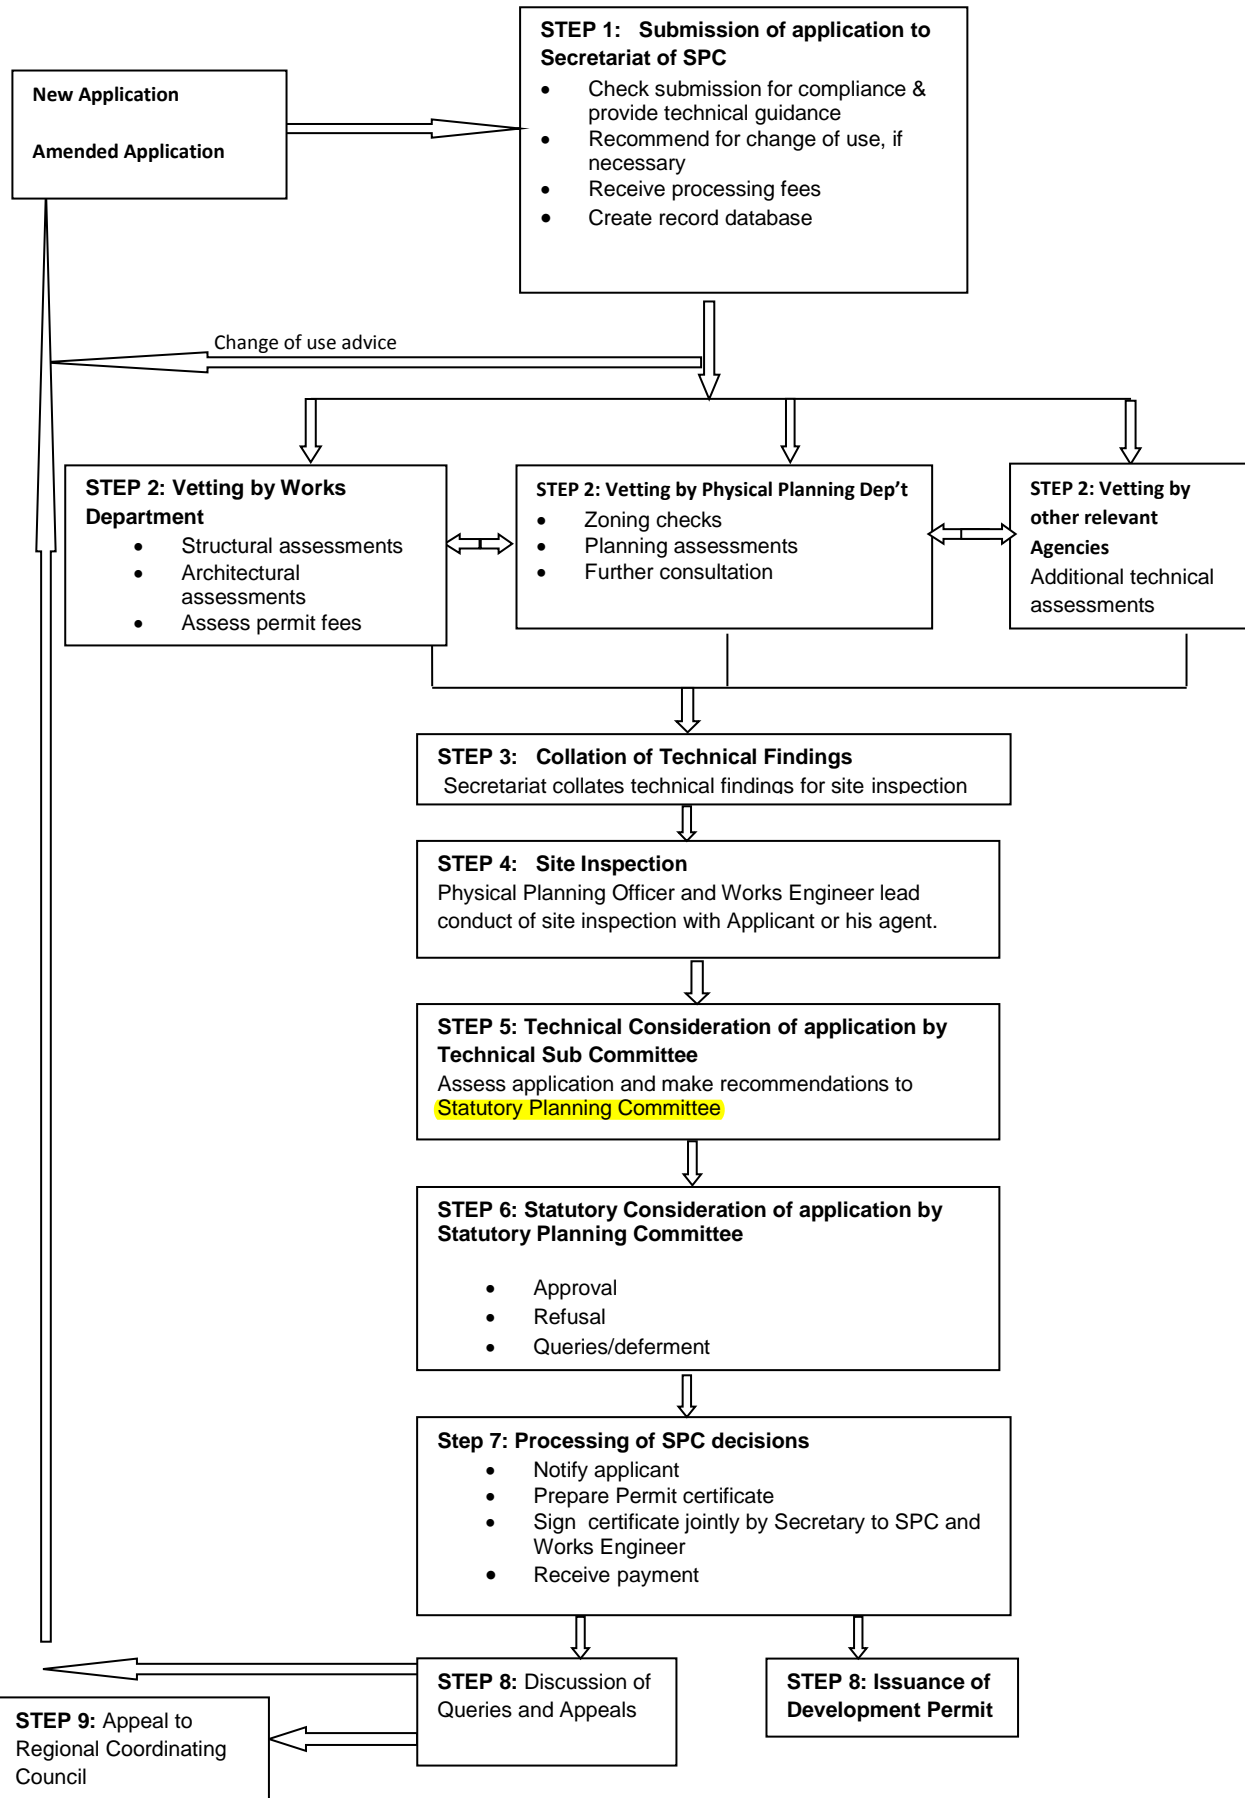 New Application
Amended Application
STEP 1: Submission of application to
Secretariat of SPC
• Check submission for compliance &
provide technical guidance
• Recommend for change of use, if
necessary
• Receive processing fees
• Create record database
Change of use advice
STEP 2: Vetting by Works
Department
• Structural assessments
• Architectural
assessments
• Assess permit fees
STEP 2: Vetting by Physical Planning Dep't
• Zoning checks
• Planning assessments
• Further consultation
STEP 2: Vetting by
other relevant
Agencies
Additional technical
assessments
STEP 3: Collation of Technical Findings
Secretariat collates technical findings for site inspection
STEP 4: Site Inspection
Physical Planning Officer and Works Engineer lead
conduct of site inspection with Applicant or his agent.
STEP 5: Technical Consideration of application by
Technical Sub Committee
Assess application and make recommendations to
Statutory Planning Committee
STEP 6: Statutory Consideration of application by
Statutory Planning Committee
• Approval
• Refusal
• Queries/deferment
Step 7: Processing of SPC decisions
• Notify applicant
• Prepare Permit certificate
• Sign certificate jointly by Secretary to SPC and
Works Engineer
• Receive payment
STEP 8: Discussion of
Queries and Appeals
STEP 8: Issuance of
Development Permit
STEP 9: Appeal to
Regional Coordinating
Council